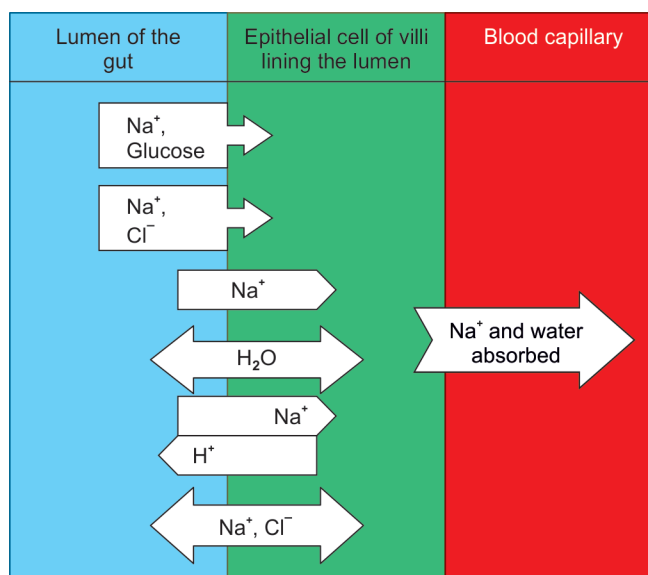 Lumen of the
gut
Epithelial cell of villi
lining the lumen
Blood capillary
Na⁺,
Glucose
Na⁺,
Cl⁻
Na⁺
H₂O
Na⁺
H⁺
Na⁺, Cl⁻
Na⁺ and water
absorbed